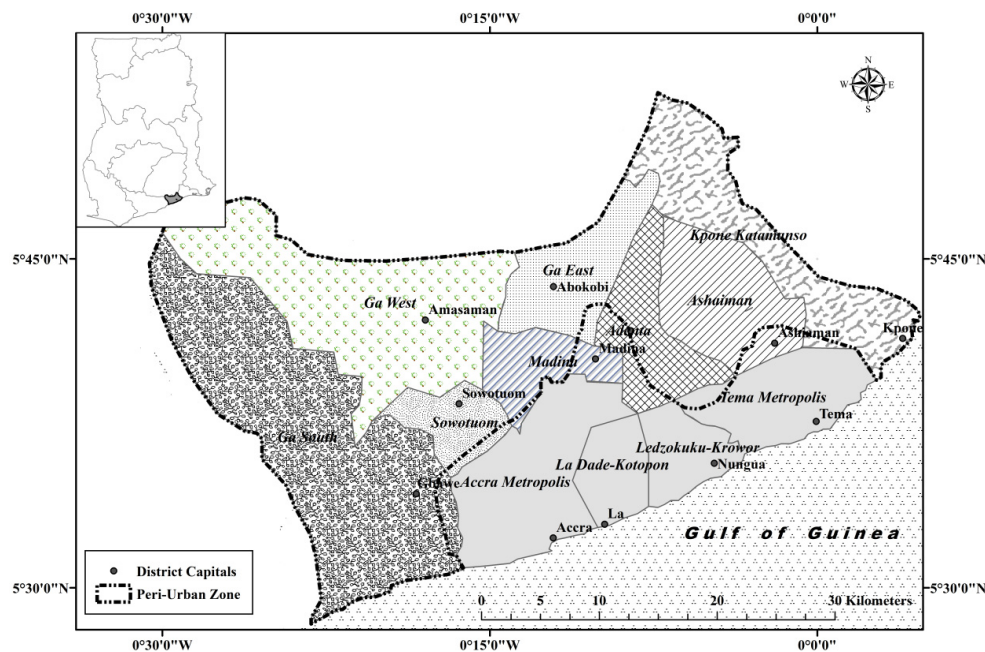 0°30'0"W 0°15'0"W 0°0'0"
N
W E
S
5°45'0"N 5°45'0"N
Kpone Katamanso
Ga East
Abokobi
Ga West
Amasaman
Ashaiman
Adenta
Ashiaman
Kpone
Madina
Madina
Sowotuom
Sowotuom
Tema Metropolis
Tema
Ga South
Ledzokuku-Krowor
Nungua
La Dade-Kotopon
Accra Metropolis
La
Accra
Gulf of Guinea
District Capitals
Peri-Urban Zone
5°30'0"N 5°30'0"N
0 6 10 20 30 Kilometers
0°30'0"W 0°15'0"W 0°0'0"